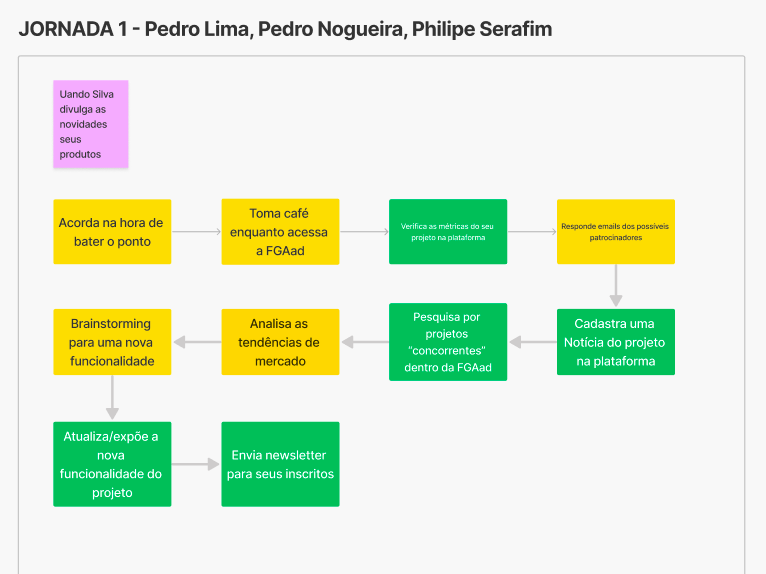 JORNADA 1 - Pedro Lima, Pedro Nogueira, Philipe Serafim
Uando Silva
divulga as
novidades
seus
produtos
Acorda na hora de
bater o ponto
Toma café
enquanto acessa
a FGAad
Verifica as métricas do seu
projeto na plataforma
Responde emails dos possíveis
patrocinadores
Cadastra uma
Notícia do projeto
na plataforma
Pesquisa por
projetos
“concorrentes”
dentro da FGAad
Analisa as
tendências de
mercado
Brainstorming
para uma nova
funcionalidade
Atualiza/expõe a
nova
funcionalidade do
projeto
Envia newsletter
para seus inscritos